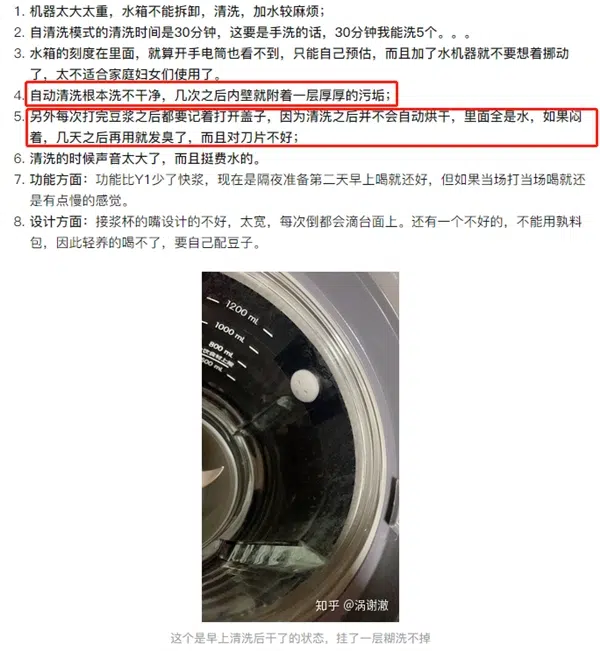 1. 机器太大太重，水箱不能拆卸，清洗，加水较麻烦；
2. 自清洗模式的清洗时间是30分钟，这要是手洗的话，30分钟我能洗5个。。。
3. 水箱的刻度在里面，就算开手电筒也看不到，只能自己预估，而且加了水机器就不要想着挪动
了，太不适合家庭妇女们使用了。
4. 自动清洗根本洗不干净，几次之后内壁就附着一层厚厚的污垢；
5. 另外每次打完豆浆之后都要记着打开盖子，因为清洗之后并不会自动烘干，里面全是水，如果闷
着，几天之后再用就发臭了，而且对刀片不好；
6. 清洗的时候声音太大了，而且挺费水的。
7. 功能方面：功能比Y1少了快浆，现在是隔夜准备第二天早上喝就还好，但如果当场打当场喝就还
是有点慢的感觉。
8. 设计方面：接浆杯的嘴设计的不好，太宽，每次倒都会滴台面上。还有一个不好的，不能用孰料
包，因此轻养的喝不了，要自己配豆子。
1200 mL
1000 mL
800 mL
600 mL
知乎 @涡谢澈
这个是早上清洗后干了的状态，挂了一层糊洗不掉